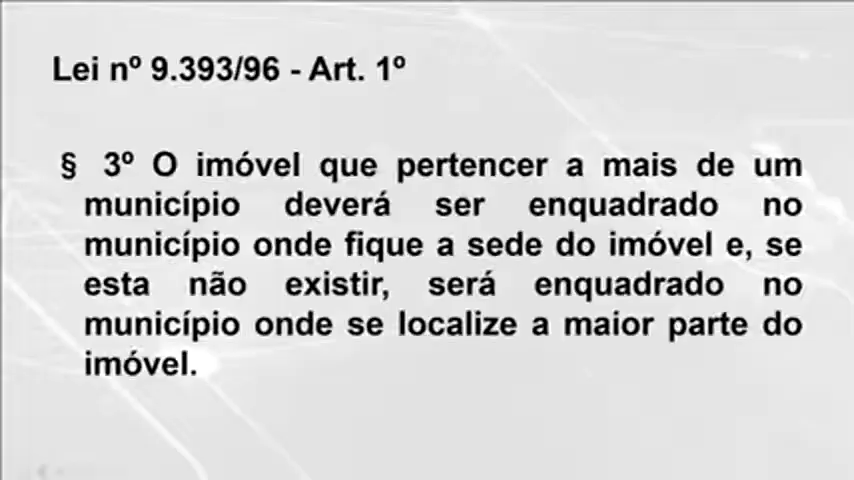 Lei nº 9.393/96 - Art. 1º
§ 3º O imóvel que pertencer a mais de um
município deverá ser enquadrado no
município onde fique a sede do imóvel e, se
esta não existir, será enquadrado no
município onde se localize a maior parte do
imóvel.